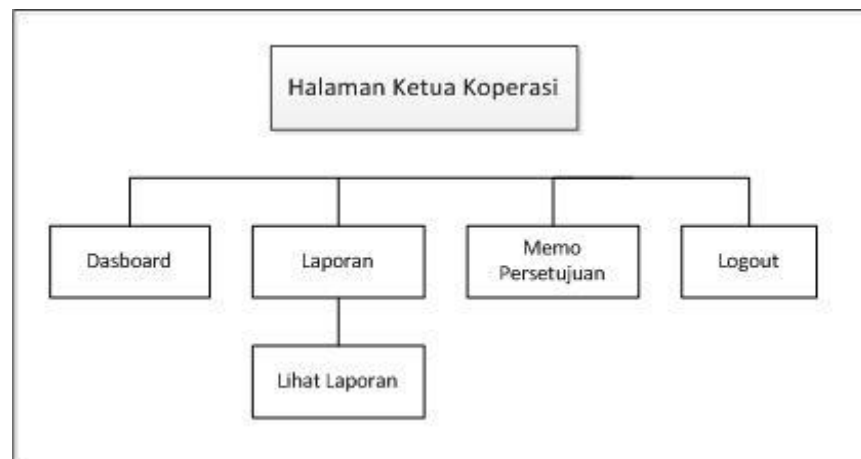 Halaman Ketua Koperasi
Dasboard
Laporan
Memo
Persetujuan
Logout
Lihat Laporan